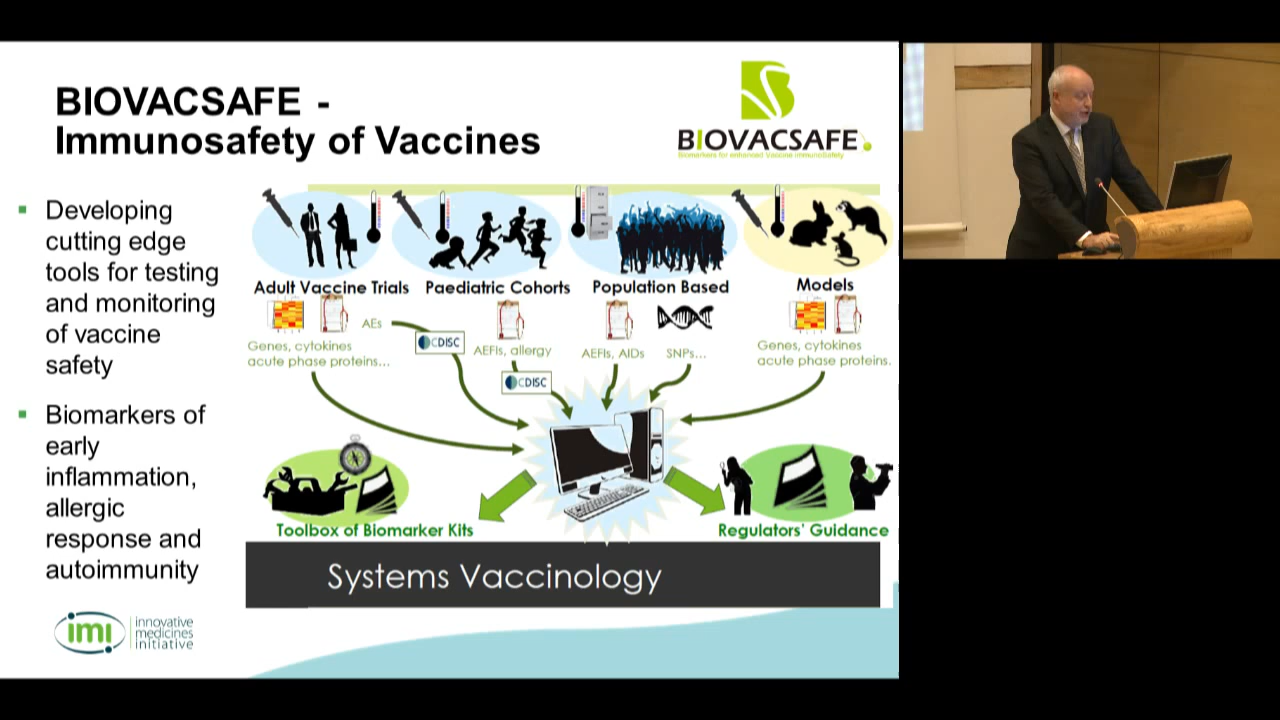 BIOVACSAFE -
Immunosafety of Vaccines
BIOVACSAFE
Biomarkers for enhanced Vaccine ImmunoSafety
Developing
cutting edge
tools for testing
and monitoring
of vaccine
safety
Biomarkers of
early
inflammation,
allergic
response and
autoimmunity
Adult Vaccine Trials
Paediatric Cohorts
Population Based
Models
AEs
CDISC
Genes, cytokines
acute phase proteins...
AEFIs, allergy
CDISC
AEFIs, AIDs
SNPs...
Genes, cytokines
acute phase proteins.
Toolbox of Biomarker Kits
Regulators' Guidance
Systems Vaccinology
imi
innovative
medicines
initiative